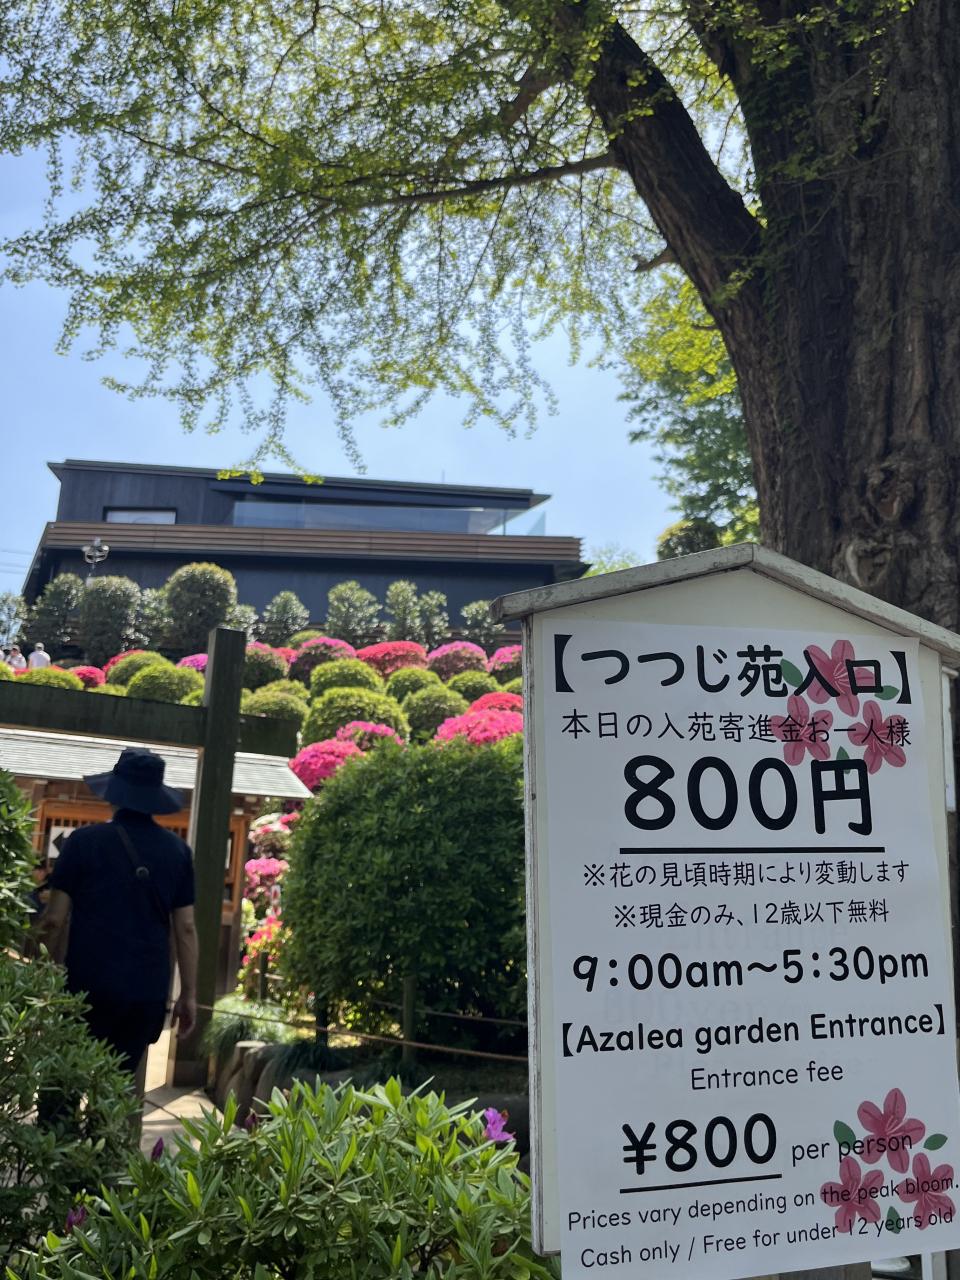 【つつじ苑入口】
本日の入苑寄進金お一人様
800円
※花の見頃時期により変動します
※現金のみ、12歳以下無料
9:00am～5:30pm
【Azalea garden Entrance】
Entrance fee
¥800 per person
Prices vary depending on the peak bloom.
Cash only / Free for under 12 years old